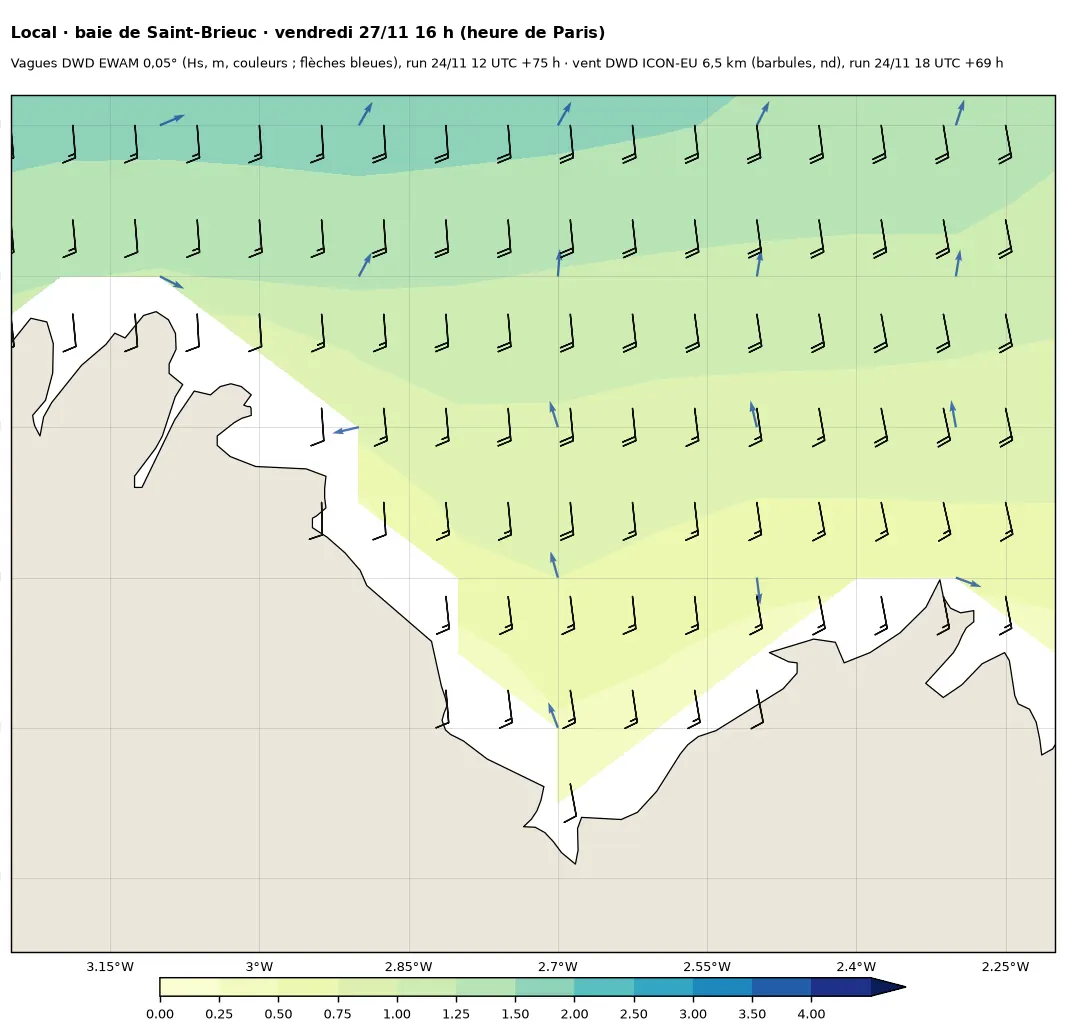 Local · baie de Saint-Brieuc · vendredi 27/11 16 h (heure de Paris)
Vagues DWD EWAM 0,05° (Hs, m, couleurs ; flèches bleues), run 24/11 12 UTC +75 h · vent DWD ICON-EU 6,5 km (barbules, nd), run 24/11 18 UTC +69 h
3.15°W 3°W 2.85°W 2.7°W 2.55°W 2.4°W 2.25°W
0.00 0.25 0.50 0.75 1.00 1.25 1.50 2.00 2.50 3.00 3.50 4.00